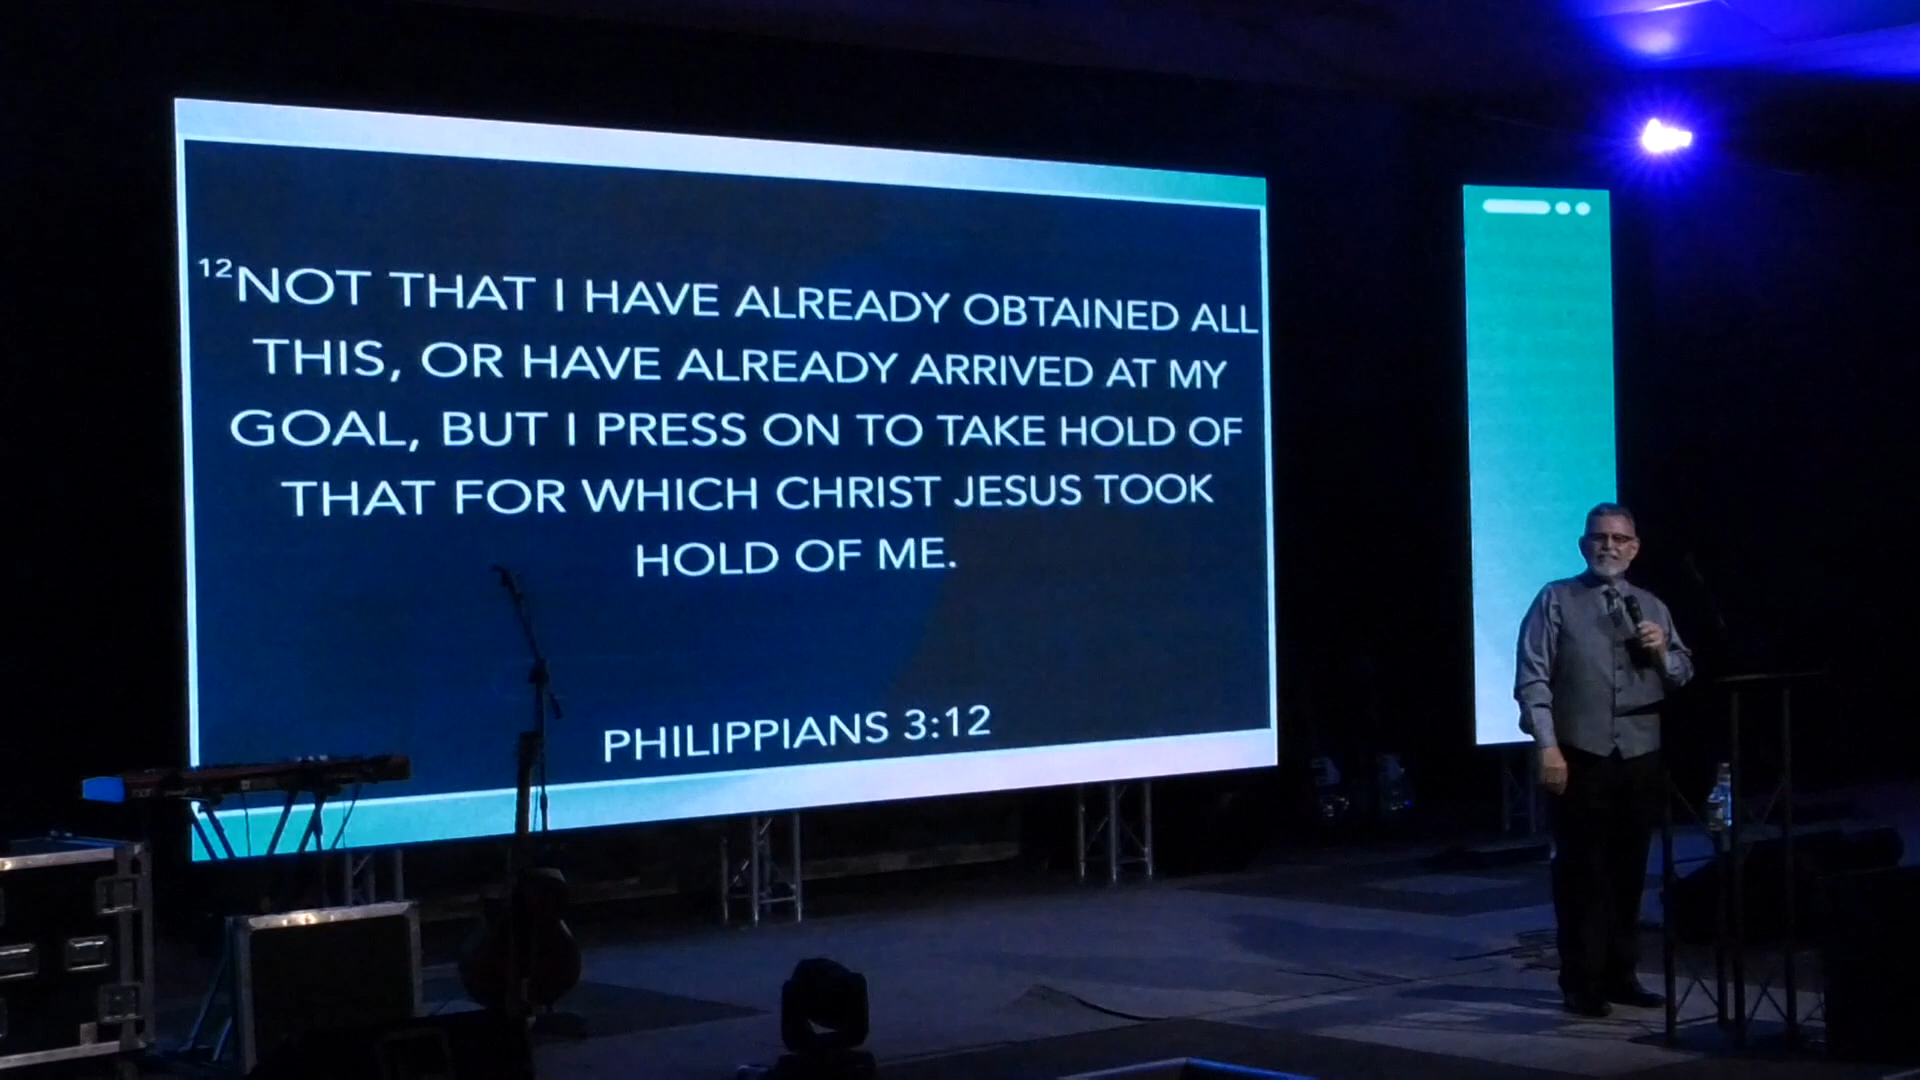 ¹²NOT THAT I HAVE ALREADY OBTAINED ALL
THIS, OR HAVE ALREADY ARRIVED AT MY
GOAL, BUT I PRESS ON TO TAKE HOLD OF
THAT FOR WHICH CHRIST JESUS TOOK
HOLD OF ME.
PHILIPPIANS 3:12